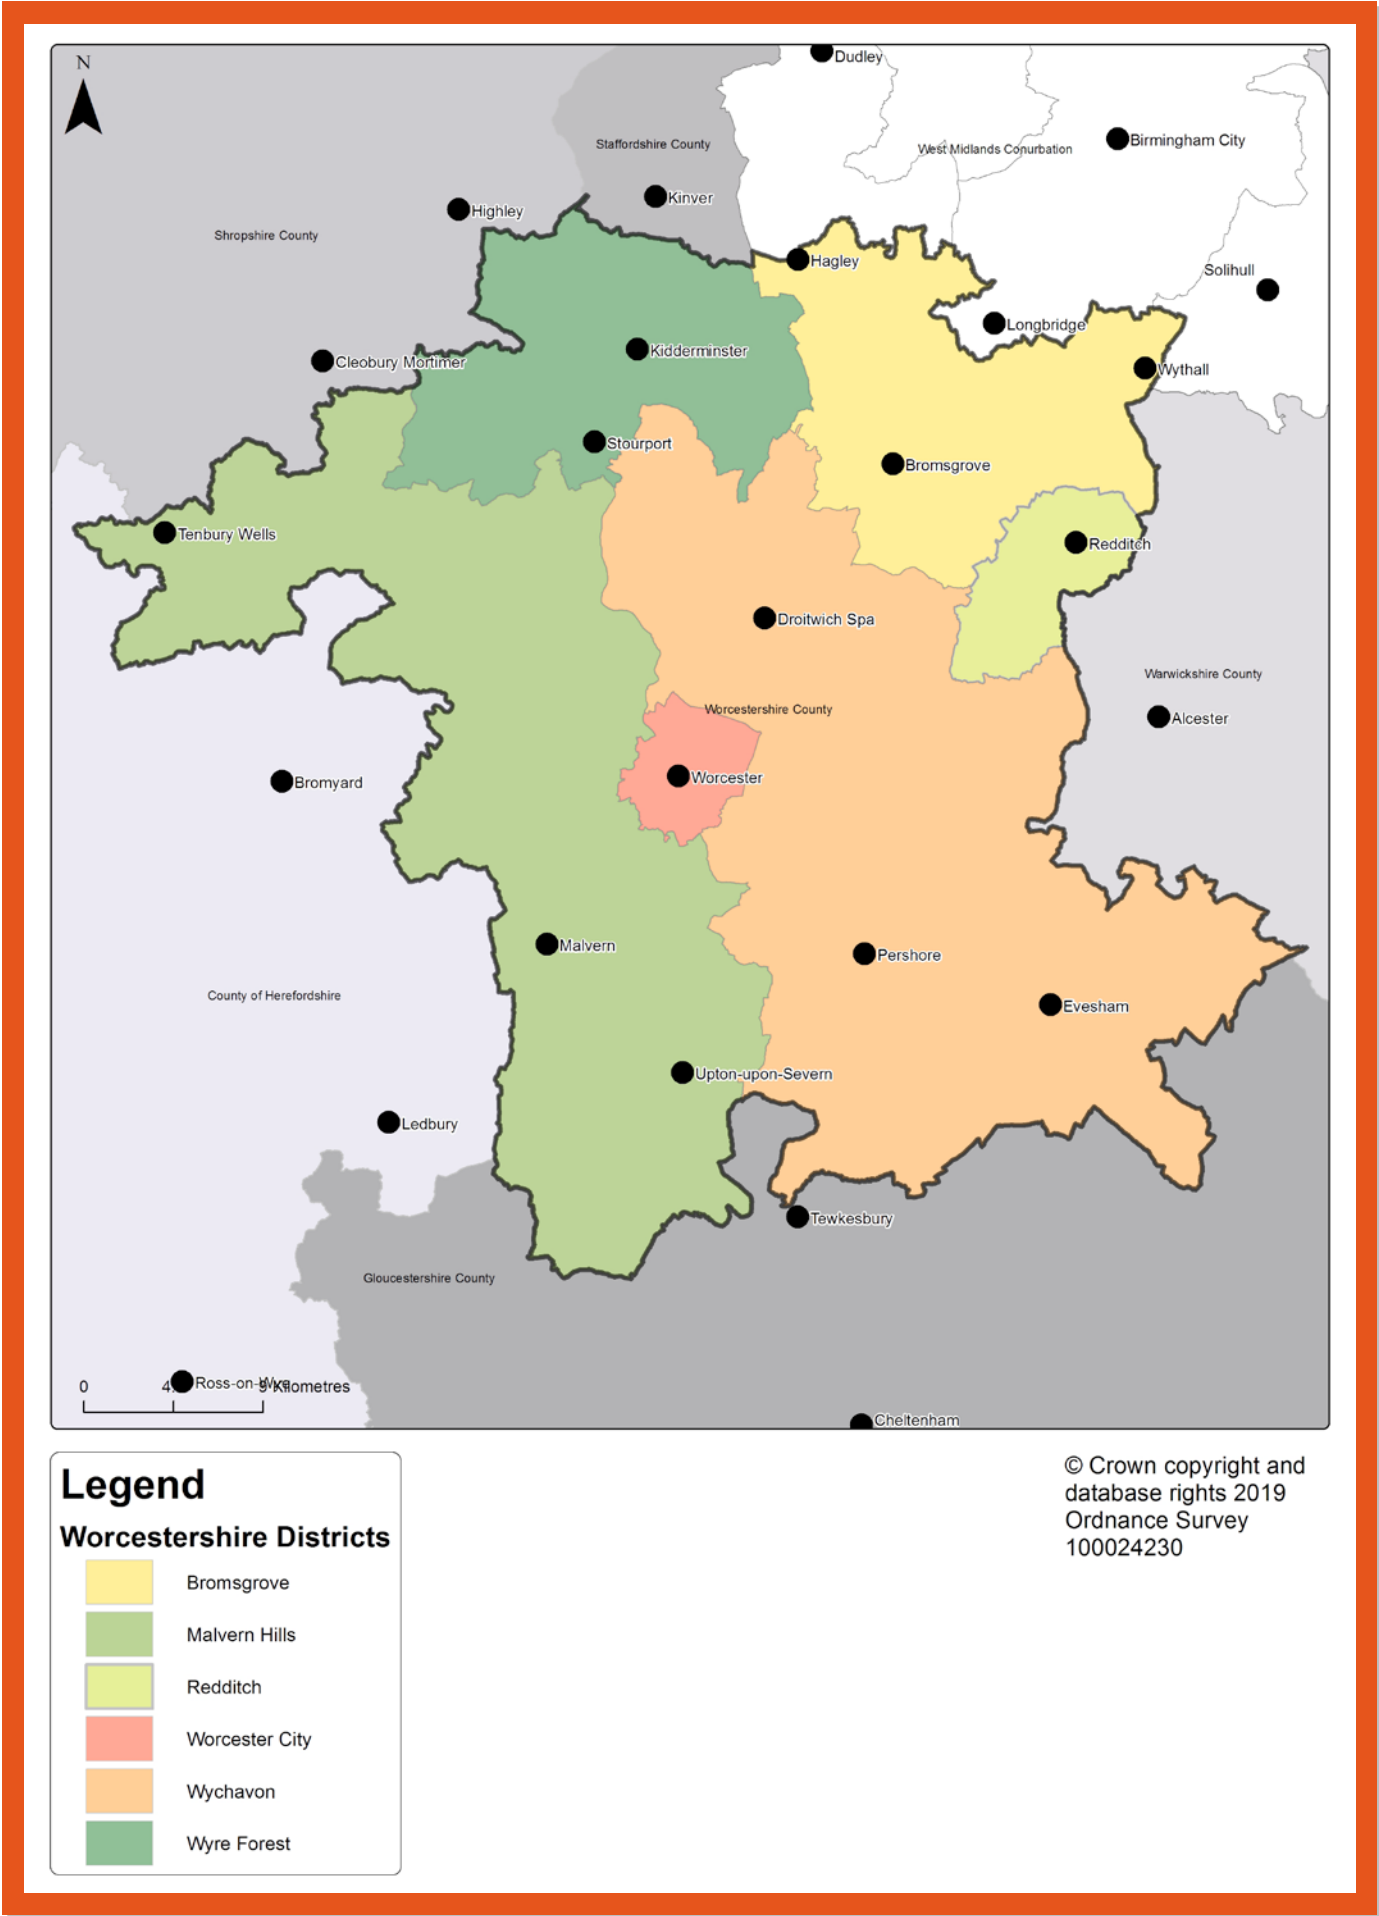 N
Dudley
Birmingham City
Staffordshire County
West Midlands Conurbation
Kinver
Highley
Shropshire County
Hagley
Solihull
Longbridge
Kidderminster
Cleobury Mortimer
Wythall
Stourport
Bromsgrove
Tenbury Wells
Redditch
Droitwich Spa
Warwickshire County
Worcestershire County
Alcester
Worcester
Bromyard
Malvern
Pershore
County of Herefordshire
Evesham
Upton-upon-Severn
Ledbury
Tewkesbury
Gloucestershire County
Ross-on-Wye
0 9 Kilometres
Cheltenham
Legend
Worcestershire Districts
Bromsgrove
Malvern Hills
Redditch
Worcester City
Wychavon
Wyre Forest
© Crown copyright and
database rights 2019
Ordnance Survey
100024230